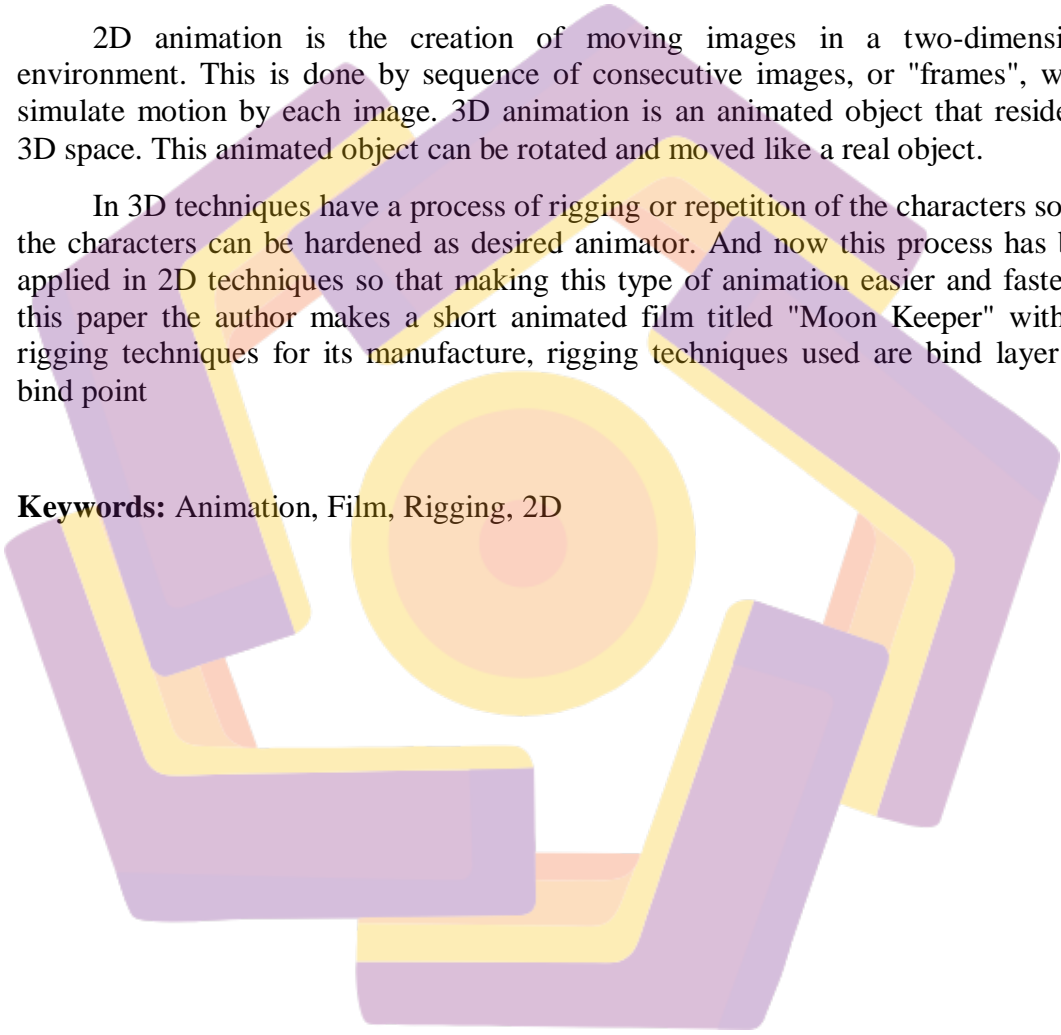 2D animation is the creation of moving images in a two-dimensi
environment. This is done by sequence of consecutive images, or "frames", w
simulate motion by each image. 3D animation is an animated object that reside
3D space. This animated object can be rotated and moved like a real object.
In 3D techniques have a process of rigging or repetition of the characters so
the characters can be hardened as desired animator. And now this process has b
applied in 2D techniques so that making this type of animation easier and faste
this paper the author makes a short animated film titled "Moon Keeper" with
rigging techniques for its manufacture, rigging techniques used are bind layer
bind point
Keywords: Animation, Film, Rigging, 2D